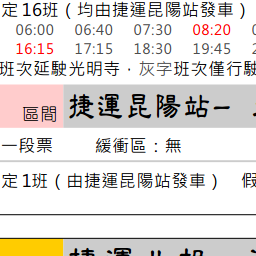 定16班（均由捷運昆陽站發車）
06:00 06:40 07:30 08:20
16:15 17:15 18:30 19:45 2
班次延駛光明寺．灰字班次僅行駛
區間 捷運昆陽站－
一段票 緩衝區：無
定1班（由捷運昆陽站發車） 假
捷運